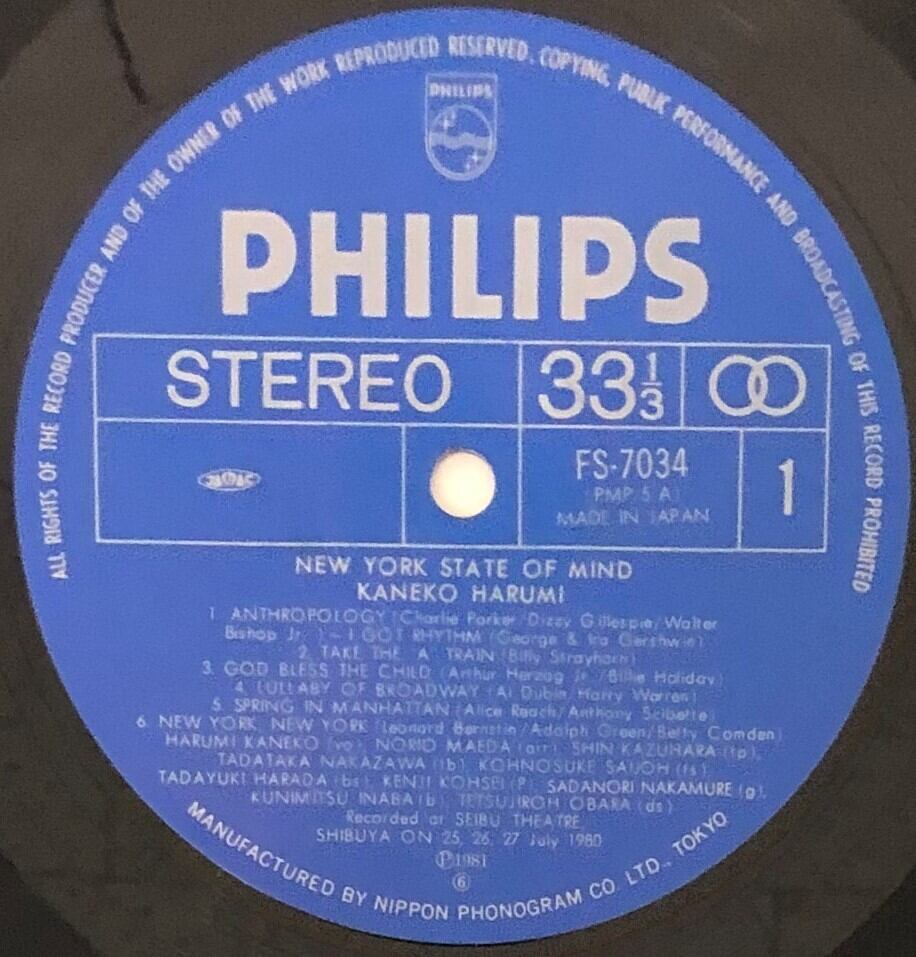 ALL RIGHTS OF THE RECORD PRODUCER AND OF THE OWNER OF THE WORK REPRODUCED RESERVED. COPYING, PUBLIC PERFORMANCE AND BROADCASTING OF THIS RECORD PROHIBITED
PHILIPS
PHILIPS
STEREO
33 1/3
JASRAC
FS-7034
(PMP 5 A)
MADE IN JAPAN
1
NEW YORK STATE OF MIND
KANEKO HARUMI
1. ANTHROPOLOGY (Charlie Parker/Dizzy Gillespie/Walter
Bishop Jr.) ~ I GOT RHYTHM (George & Ira Gershwin)
2. TAKE THE "A" TRAIN (Billy Strayhorn)
3. GOD BLESS THE CHILD (Arthur Herzog Jr./Billie Holiday)
4. LULLABY OF BROADWAY (Al Dubin/Harry Warren)
5. SPRING IN MANHATTAN (Alice Reach/Anthony Scibetta)
6. NEW YORK, NEW YORK (Leonard Bernstin/Adolph Green/Betty Comden)
HARUMI KANEKO (vo), NORIO MAEDA (arr), SHIN KAZUHARA (tp),
TADATAKA NAKAZAWA (tb), KOHNOSUKE SAIJOH (ts),
TADAYUKI HARADA (bs), KENJI KOHSEI (P), SADANORI NAKAMURE (g),
KUNIMITSU INABA (b), TETSUJIROH OBARA (ds)
Recorded at SEIBU THEATRE
SHIBUYA ON 25, 26, 27 July 1980
Ⓟ1981
⑥
MANUFACTURED BY NIPPON PHONOGRAM CO. LTD., TOKYO